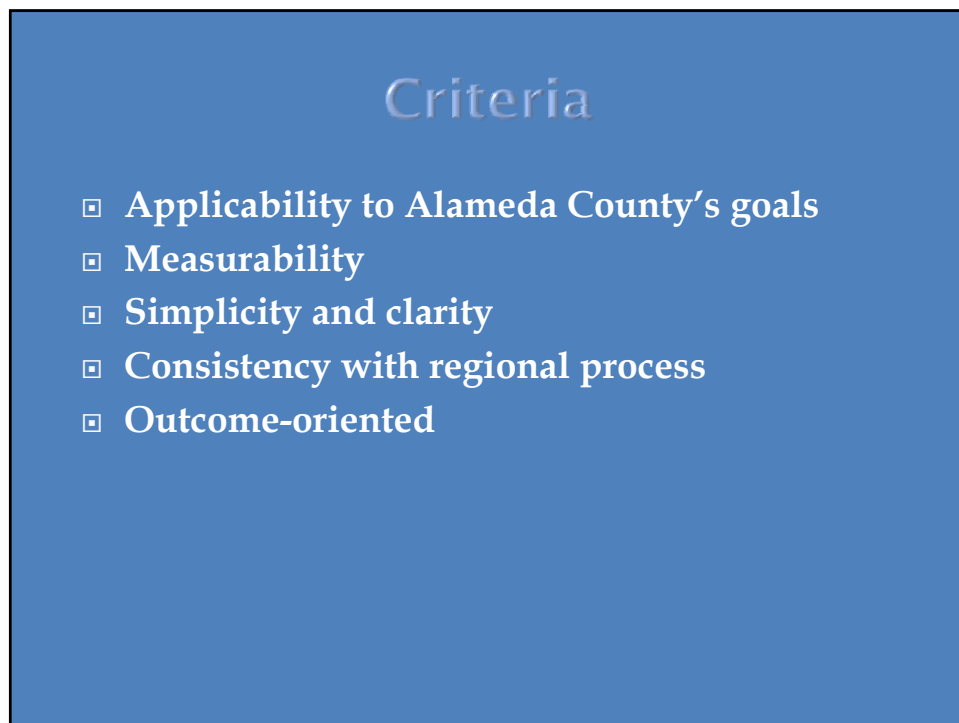 Criteria
Applicability to Alameda County’s goals
Measurability
Simplicity and clarity
Consistency with regional process
Outcome-oriented